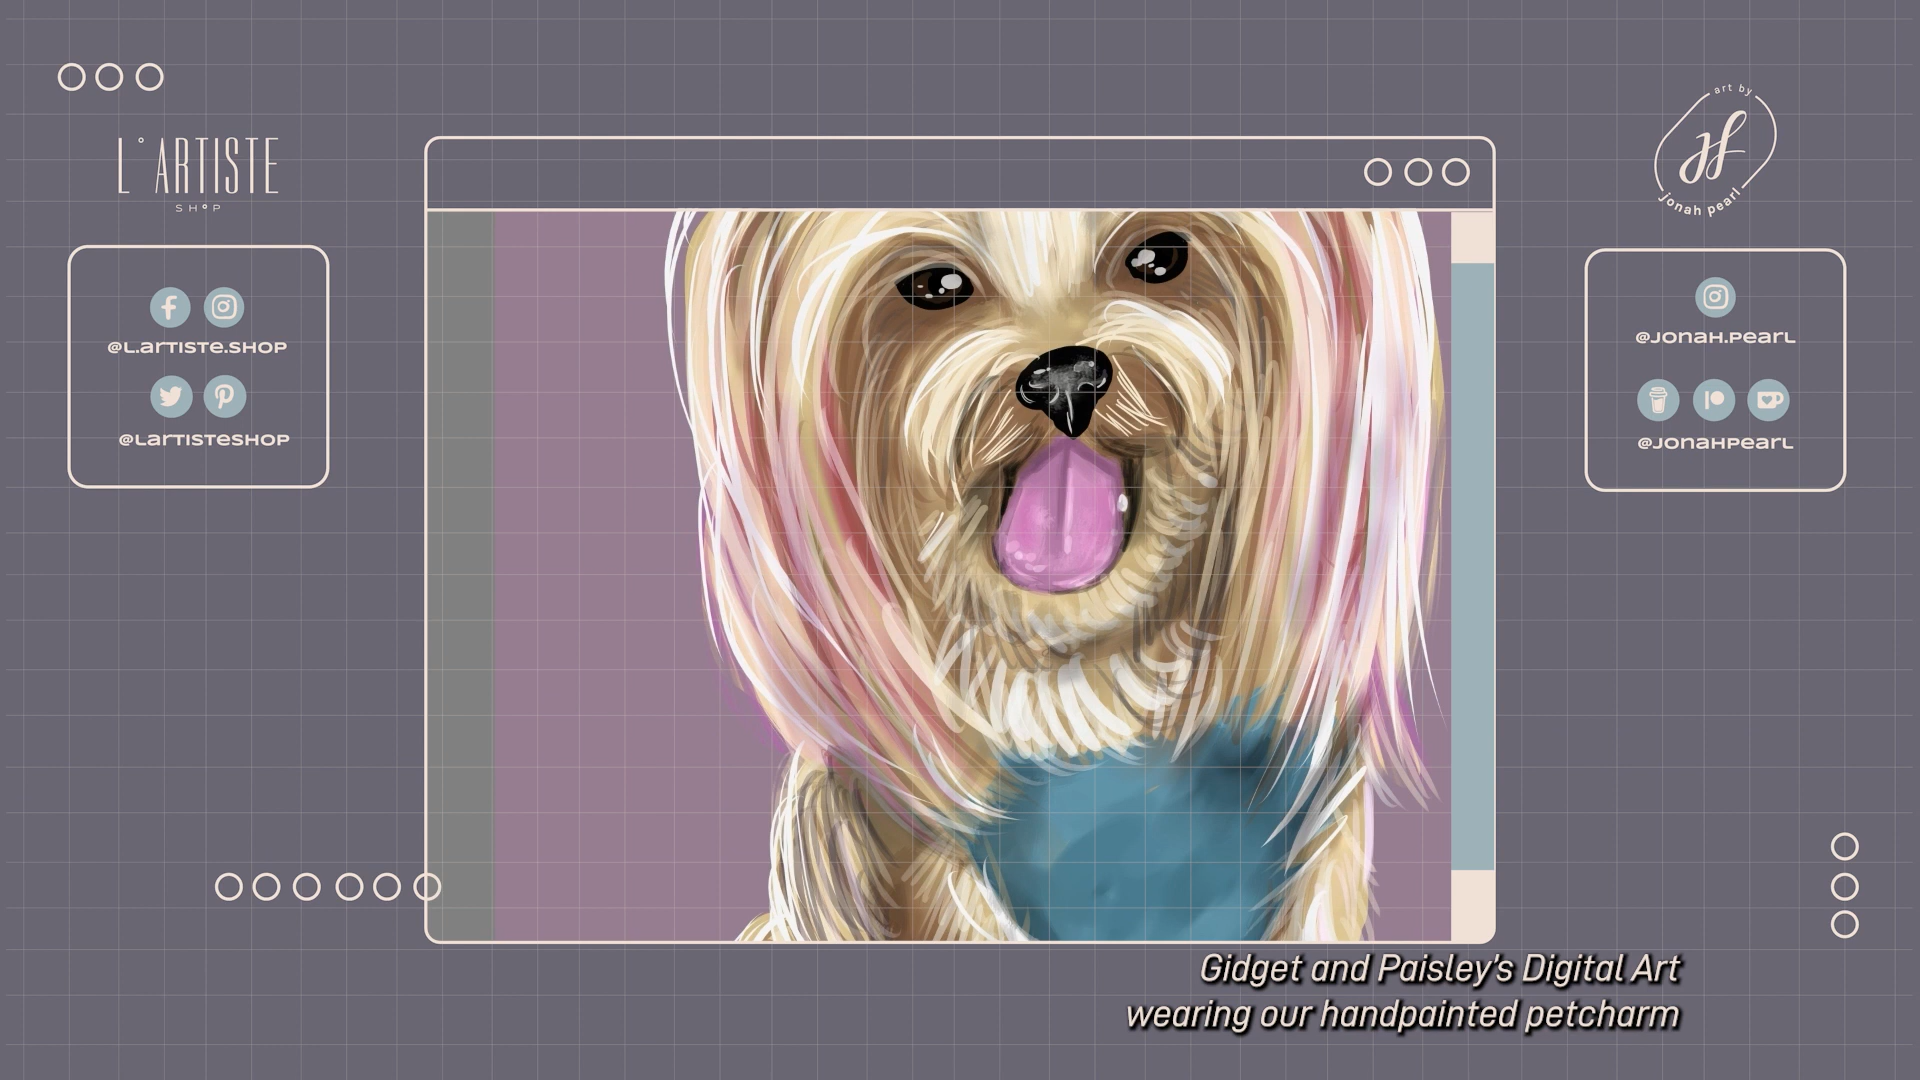 L'ARTISTE
SHOP
@L.ARTISTE.SHOP
@LARTISTESHOP
art by
JP
jonah pearl
@JONAH.PEARL
@JONAHPEARL
Gidget and Paisley's Digital Art
wearing our handpainted petcharm